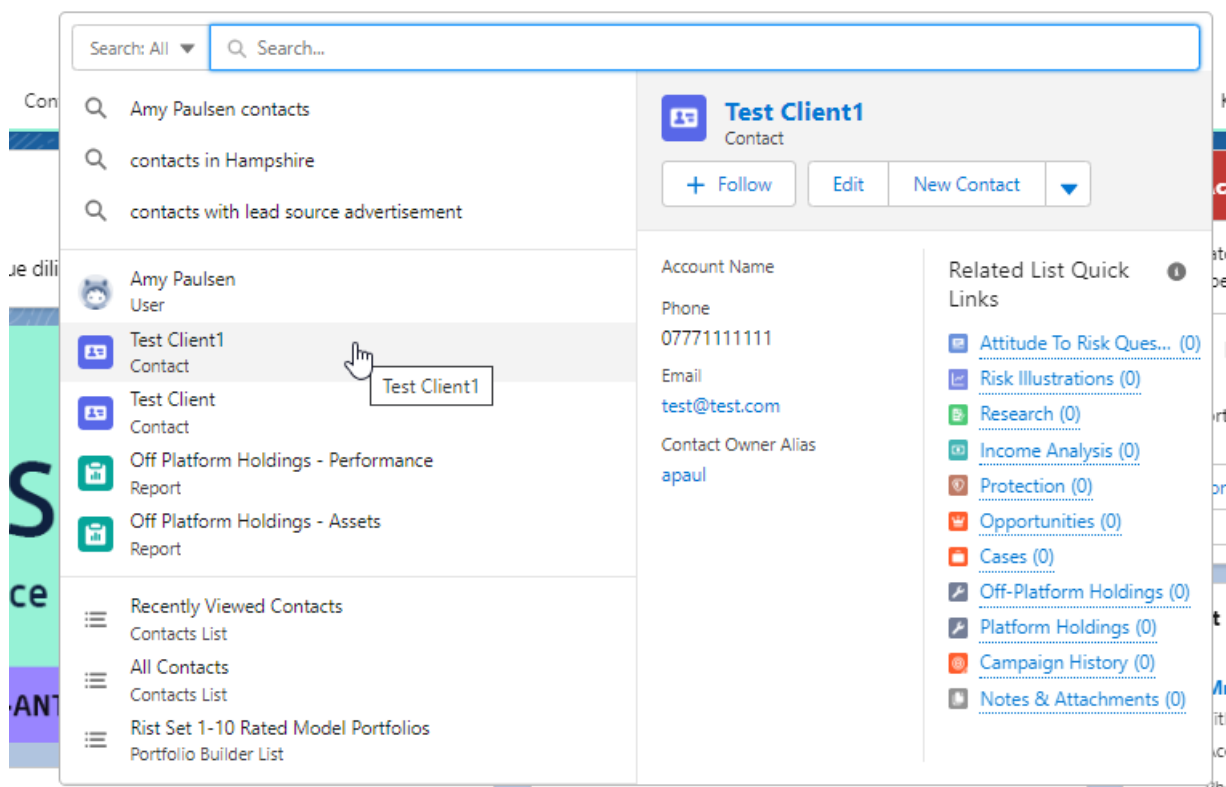 Search: All
Search...
Con
Amy Paulsen contacts
contacts in Hampshire
contacts with lead source advertisement
ue dili
Amy Paulsen
User
Test Client1
Contact
Test Client1
Test Client
Contact
Off Platform Holdings - Performance
Report
Off Platform Holdings - Assets
Report
S
ce
Recently Viewed Contacts
Contacts List
All Contacts
Contacts List
-ANT
Rist Set 1-10 Rated Model Portfolios
Portfolio Builder List
Test Client1
Contact
+ Follow
Edit
New Contact
Account Name
Phone
07771111111
Email
test@test.com
Contact Owner Alias
apaul
Related List Quick
Links
Attitude To Risk Ques... (0)
Risk Illustrations (0)
Research (0)
Income Analysis (0)
Protection (0)
Opportunities (0)
Cases (0)
Off-Platform Holdings (0)
Platform Holdings (0)
Campaign History (0)
Notes & Attachments (0)